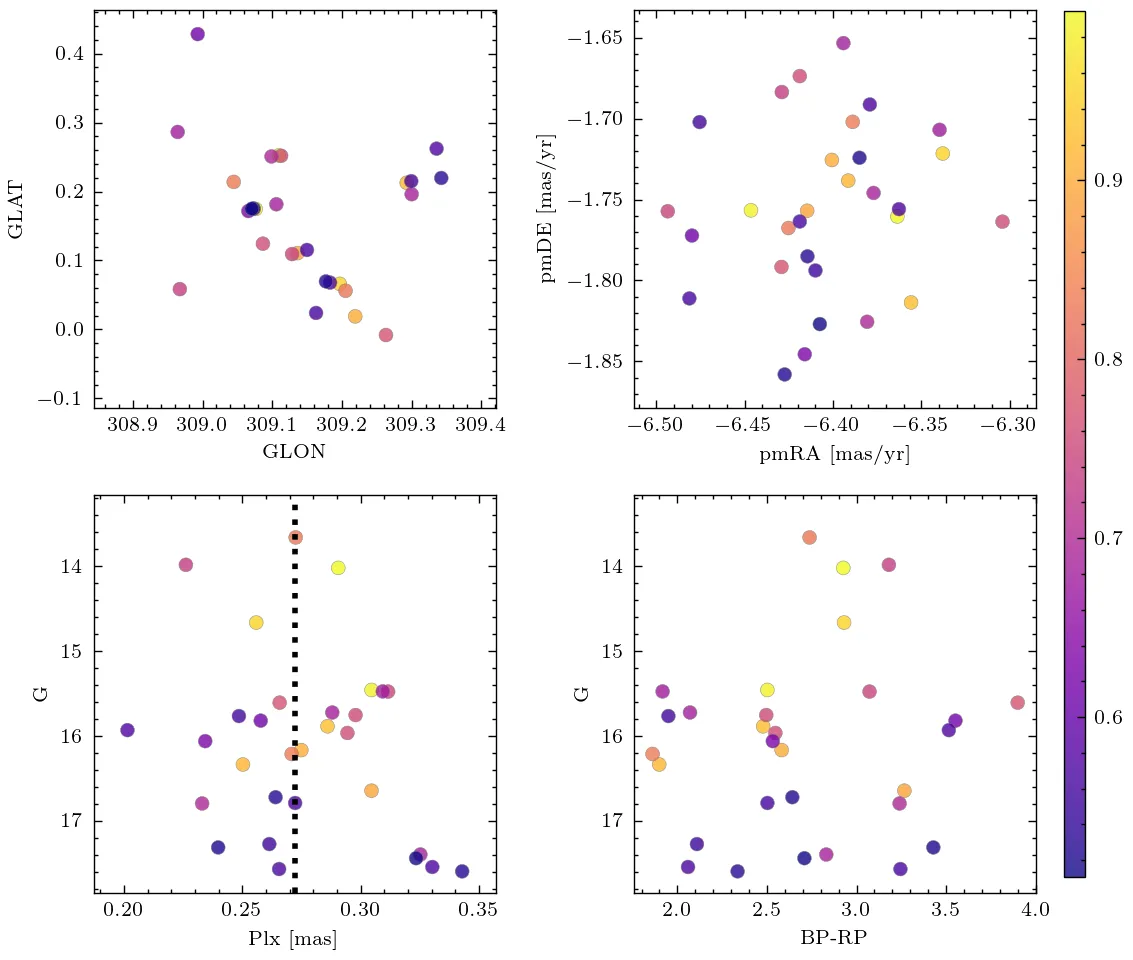 0.4
0.3
0.2
0.1
0.0
−0.1
GLAT
308.9 309.0 309.1 309.2 309.3 309.4
GLON
−1.65
−1.70
−1.75
−1.80
−1.85
pmDE [mas/yr]
−6.50 −6.45 −6.40 −6.35 −6.30
pmRA [mas/yr]
0.9
0.8
0.7
0.6
14
15
16
17
G
0.20 0.25 0.30 0.35
Plx [mas]
14
15
16
17
G
2.0 2.5 3.0 3.5 4.0
BP-RP